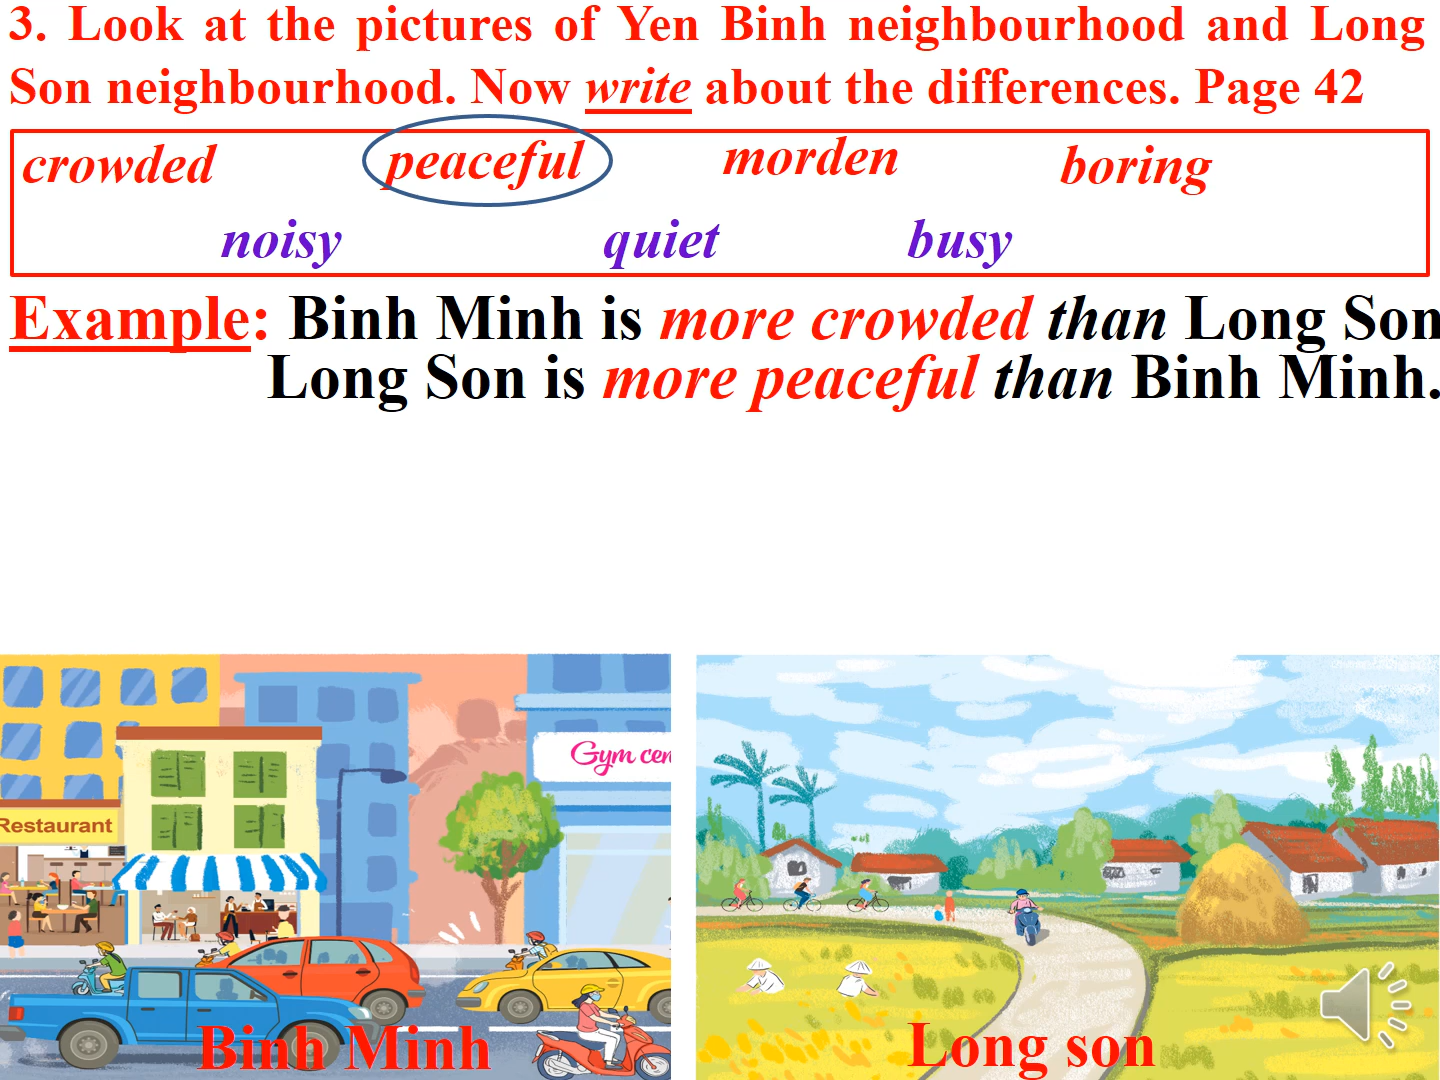 3. Look at the pictures of Yen Binh neighbourhood and Long
Son neighbourhood. Now write about the differences. Page 42
crowded peaceful morden boring
noisy quiet busy
Example: Binh Minh is more crowded than Long Son
Long Son is more peaceful than Binh Minh.
Gym cen
Restaurant
Binh Minh
Long son